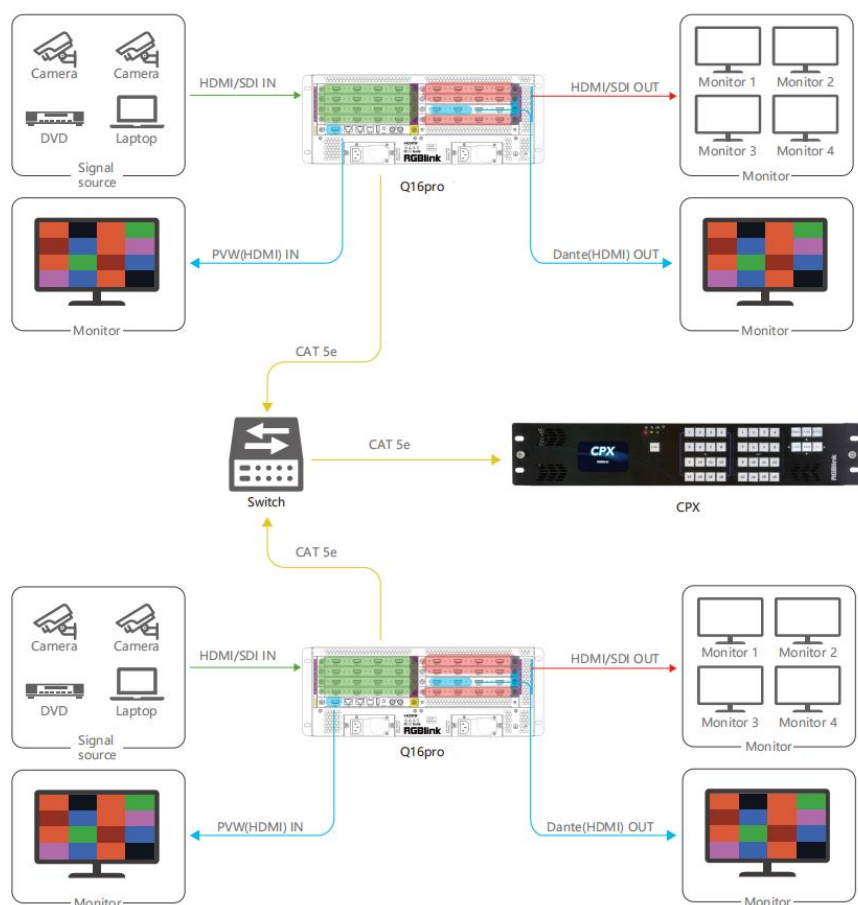 Camera
Camera
DVD
Laptop
Signal
source
HDMI/SDI IN
RGBlink
Q16pro
HDMI/SDI OUT
Monitor 1
Monitor 2
Monitor 3
Monitor 4
Monitor
PVW(HDMI) IN
Monitor
Dante(HDMI) OUT
Monitor
CAT 5e
Switch
CAT 5e
CPX
RGBlink
CPX
CAT 5e
Camera
Camera
DVD
Laptop
Signal
source
HDMI/SDI IN
RGBlink
Q16pro
HDMI/SDI OUT
Monitor 1
Monitor 2
Monitor 3
Monitor 4
Monitor
PVW(HDMI) IN
Monitor
Dante(HDMI) OUT
Monitor